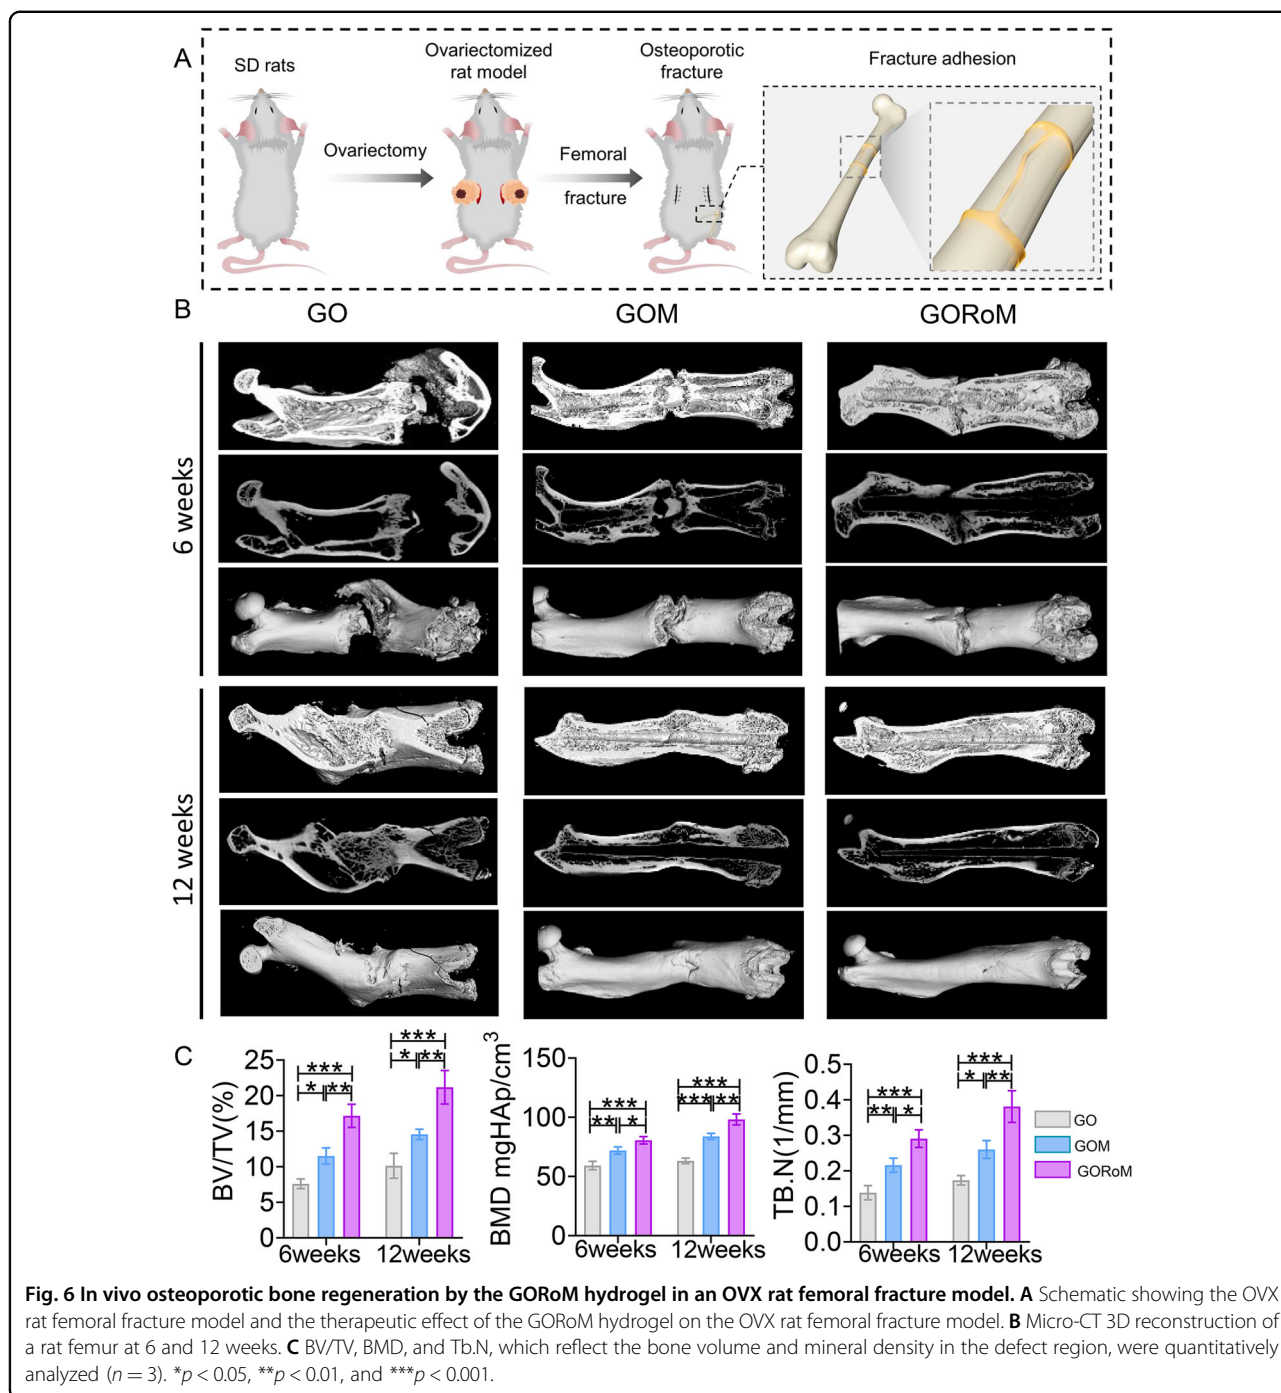 A
SD rats
Ovariectomized
rat model
Osteoporotic
fracture
Fracture adhesion
Ovariectomy
Femoral
fracture
B
GO
GOM
GORoM
6 weeks
12 weeks
C
BV/TV(%)
25
20
15
10
5
0
***
*
**
***
*
**
6weeks
12weeks
BMD mgHAp/cm³
150
100
50
0
***
**
*
***
***
**
6weeks
12weeks
TB.N(1/mm)
0.5
0.4
0.3
0.2
0.1
0.0
***
**
*
***
*
**
6weeks
12weeks
GO
GOM
GORoM
Fig. 6 In vivo osteoporotic bone regeneration by the GORoM hydrogel in an OVX rat femoral fracture model. A Schematic showing the OVX
rat femoral fracture model and the therapeutic effect of the GORoM hydrogel on the OVX rat femoral fracture model. B Micro-CT 3D reconstruction of
a rat femur at 6 and 12 weeks. C BV/TV, BMD, and Tb.N, which reflect the bone volume and mineral density in the defect region, were quantitatively
analyzed (n = 3). *p < 0.05, **p < 0.01, and ***p < 0.001.